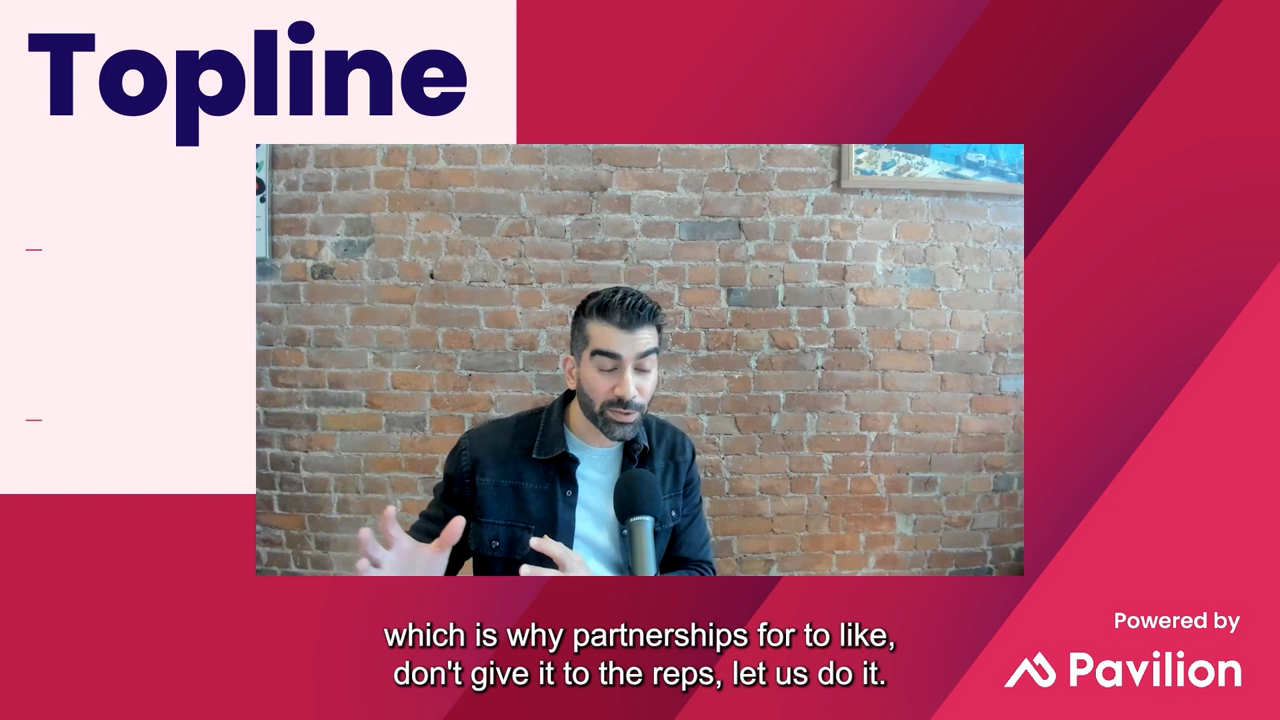 Topline
which is why partnerships for to like,
don't give it to the reps, let us do it.
Powered by
Pavilion